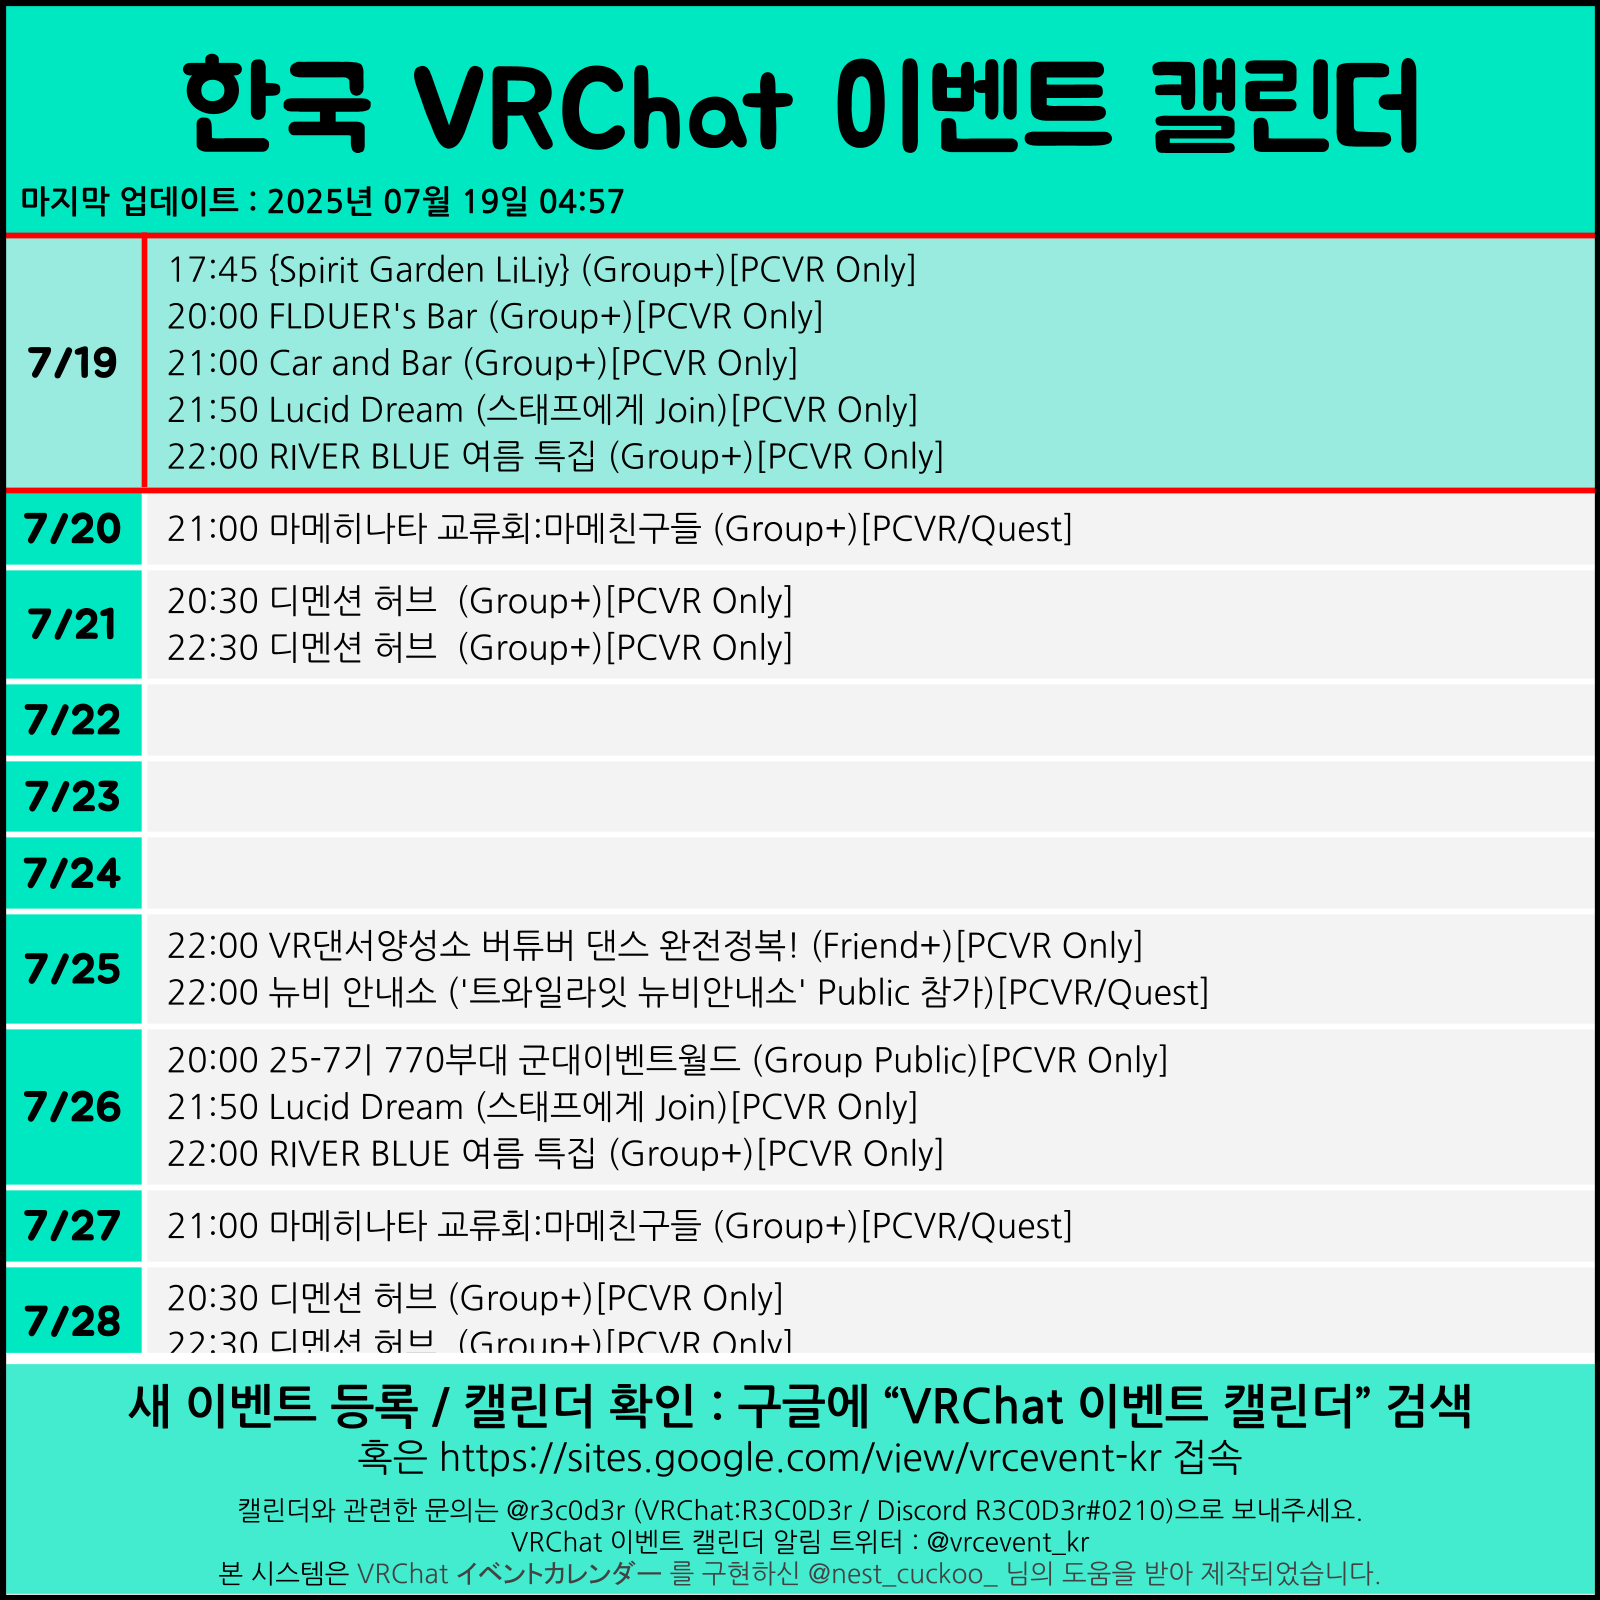 한국 VRChat 이벤트 캘린더
마지막 업데이트 : 2025년 07월 19일 04:57
7/19
17:45 {Spirit Garden LiLiy} (Group+)[PCVR Only]
20:00 FLDUER's Bar (Group+)[PCVR Only]
21:00 Car and Bar (Group+)[PCVR Only]
21:50 Lucid Dream (스태프에게 Join)[PCVR Only]
22:00 RIVER BLUE 여름 특집 (Group+)[PCVR Only]
7/20
21:00 마메히나타 교류회:마메친구들 (Group+)[PCVR/Quest]
7/21
20:30 디멘션 허브  (Group+)[PCVR Only]
22:30 디멘션 허브  (Group+)[PCVR Only]
7/22
7/23
7/24
7/25
22:00 VR댄서양성소 버튜버 댄스 완전정복! (Friend+)[PCVR Only]
22:00 뉴비 안내소 ('트와일라잇 뉴비안내소' Public 참가)[PCVR/Quest]
7/26
20:00 25-7기 770부대 군대이벤트월드 (Group Public)[PCVR Only]
21:50 Lucid Dream (스태프에게 Join)[PCVR Only]
22:00 RIVER BLUE 여름 특집 (Group+)[PCVR Only]
7/27
21:00 마메히나타 교류회:마메친구들 (Group+)[PCVR/Quest]
7/28
20:30 디멘션 허브 (Group+)[PCVR Only]
22:30 디멘션 허브  (Group+)[PCVR Only]
새 이벤트 등록 / 캘린더 확인 : 구글에 “VRChat 이벤트 캘린더” 검색
혹은 https://sites.google.com/view/vrcevent-kr 접속
캘린더와 관련한 문의는 @r3c0d3r (VRChat:R3C0D3r / Discord R3C0D3r#0210)으로 보내주세요.
VRChat 이벤트 캘린더 알림 트위터 : @vrcevent_kr
본 시스템은 VRChat イベントカレンダー 를 구현하신 @nest_cuckoo_ 님의 도움을 받아 제작되었습니다.